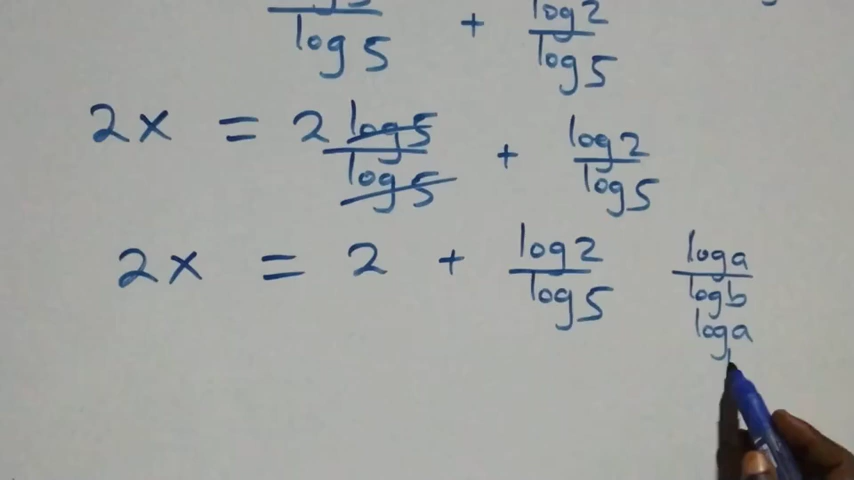 log 5 + log 2 / log 5
2x = 2 log 5 / log 5 + log 2 / log 5
2x = 2 + log 2 / log 5
log a / log b
log a